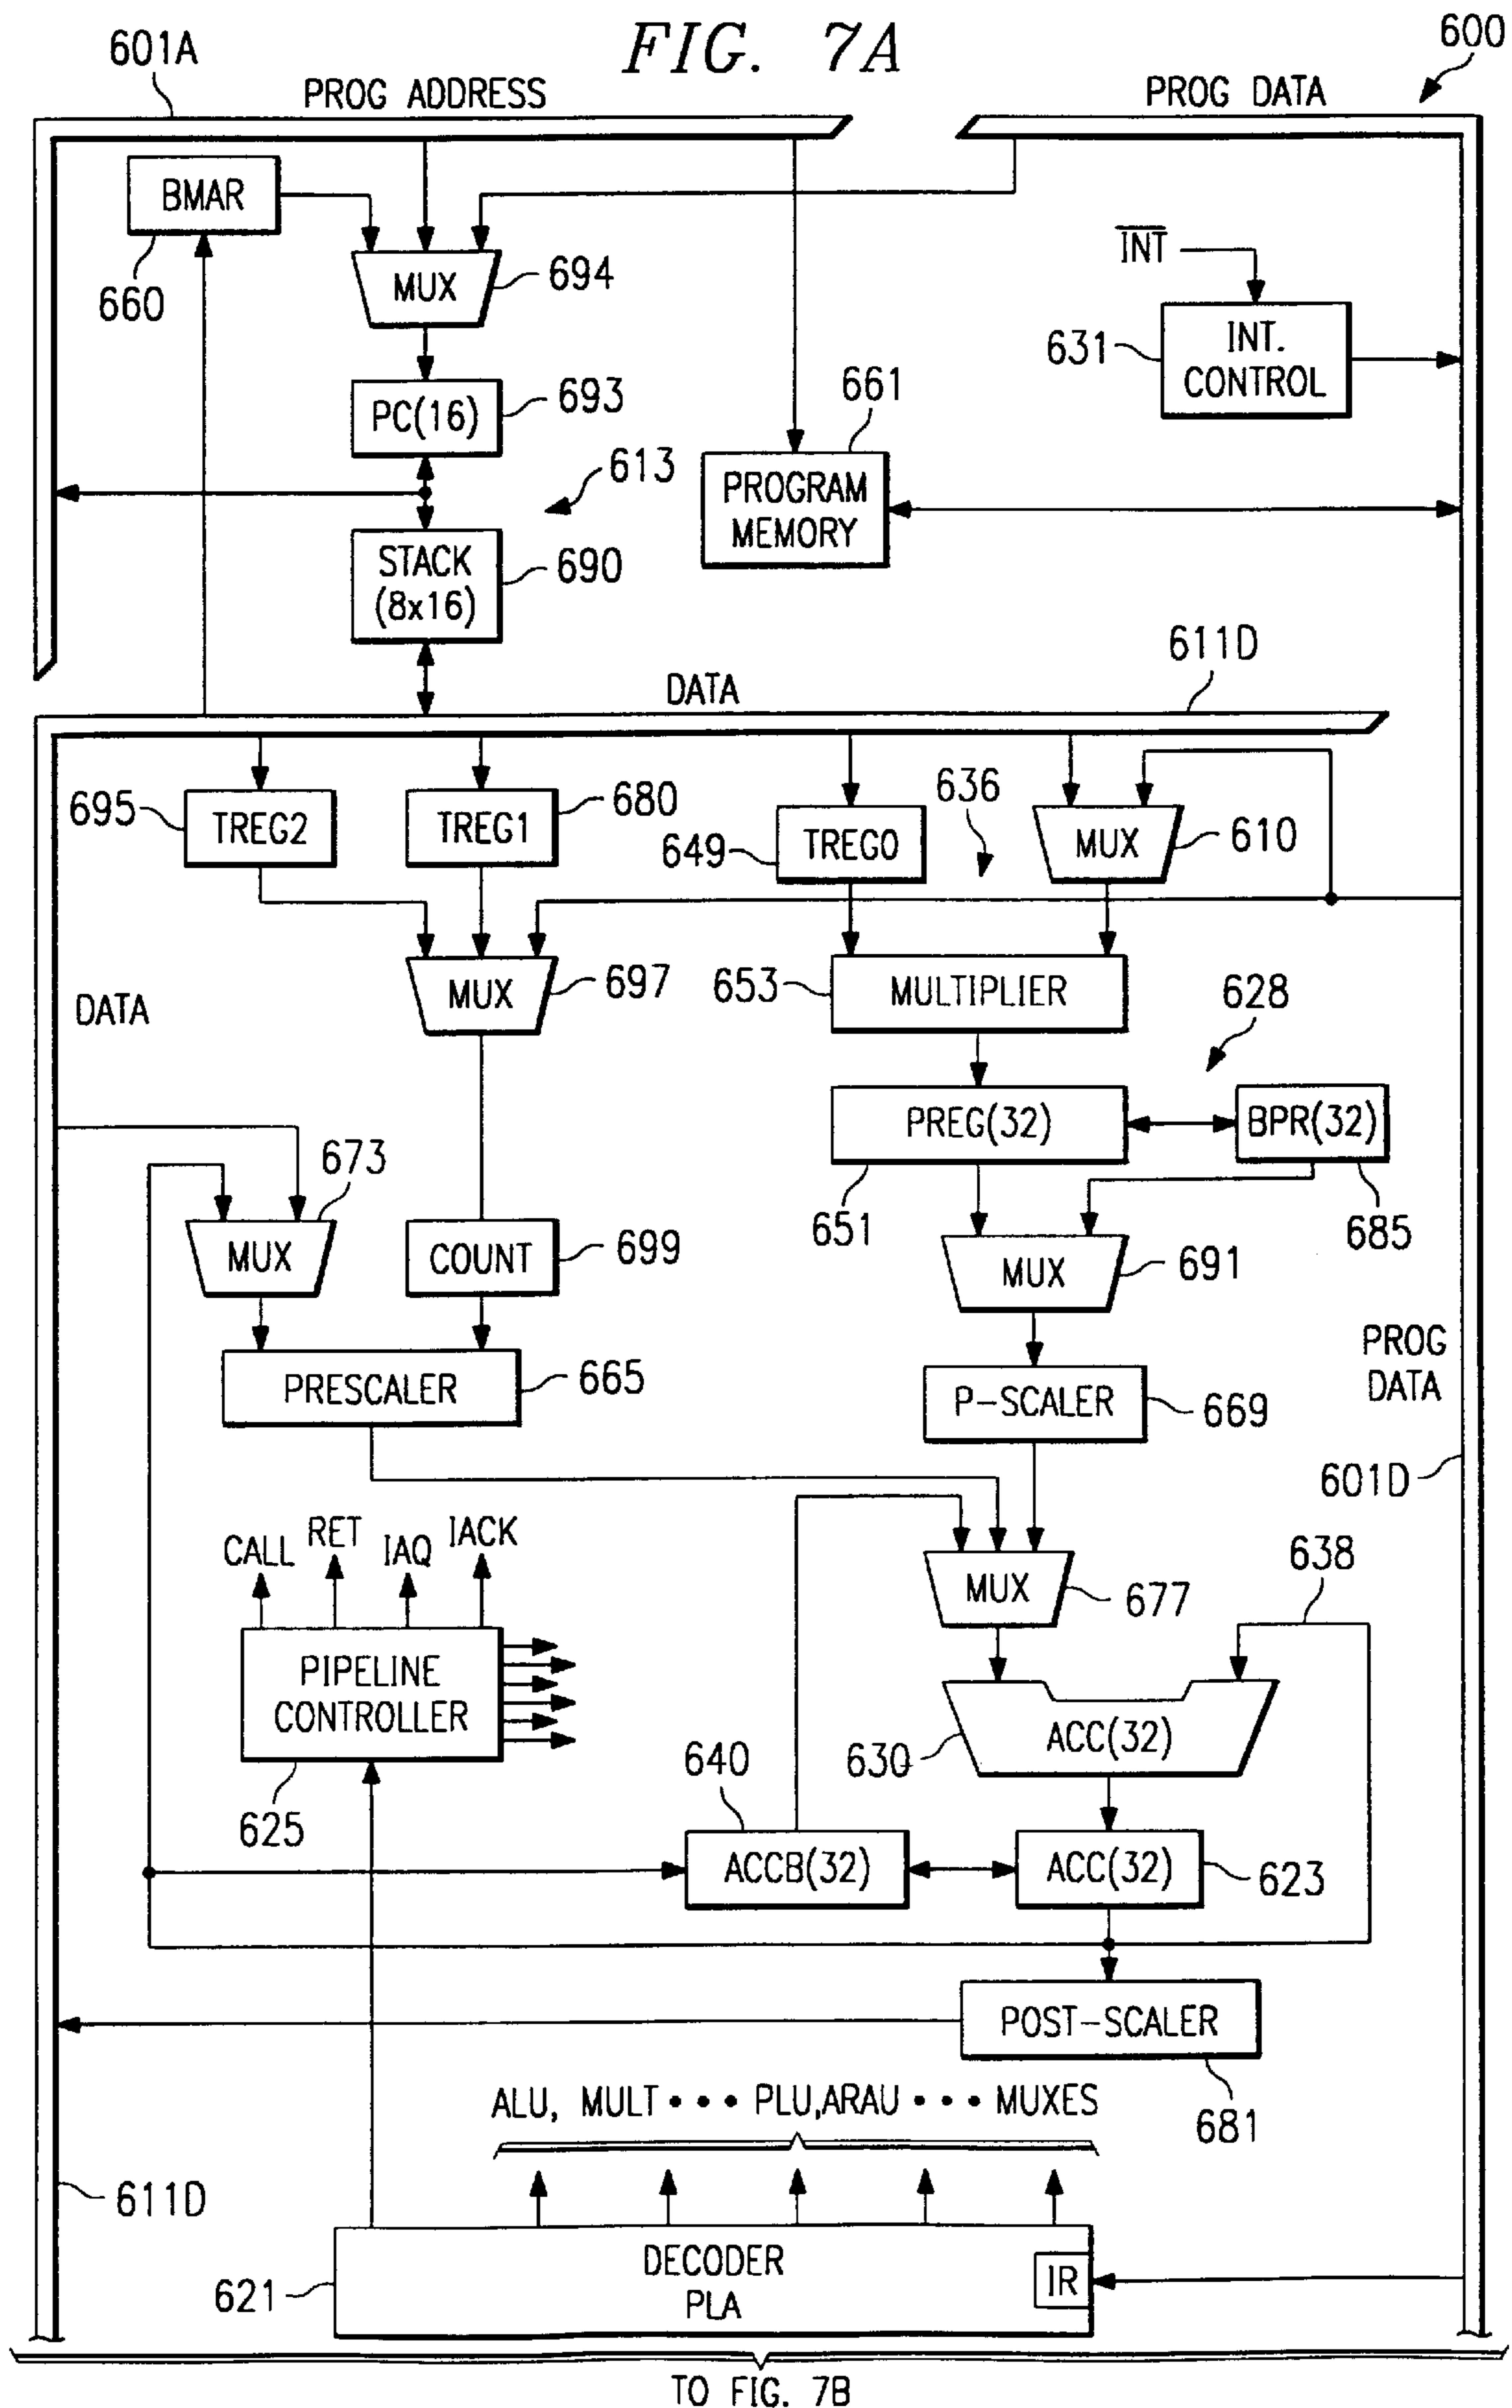 FIG. 7A
600
601A
PROG ADDRESS
PROG DATA
BMAR
660
MUX
694
INT
631
INT.
CONTROL
PC(16)
693
661
613
PROGRAM
MEMORY
STACK
(8x16)
690
611D
DATA
695
TREG2
TREG1
680
636
649
TREG0
MUX
610
MUX
697
653
MULTIPLIER
DATA
628
PREG(32)
BPR(32)
673
651
685
MUX
COUNT
699
MUX
691
PROG
DATA
PRESCALER
665
P-SCALER
669
601D
CALL
RET
IAQ
IACK
638
MUX
677
PIPELINE
CONTROLLER
ACC(32)
630
640
625
ACCB(32)
ACC(32)
623
POST-SCALER
681
ALU, MULT • • • PLU,ARAU • • • MUXES
611D
621
DECODER
PLA
IR
TO FIG. 7B